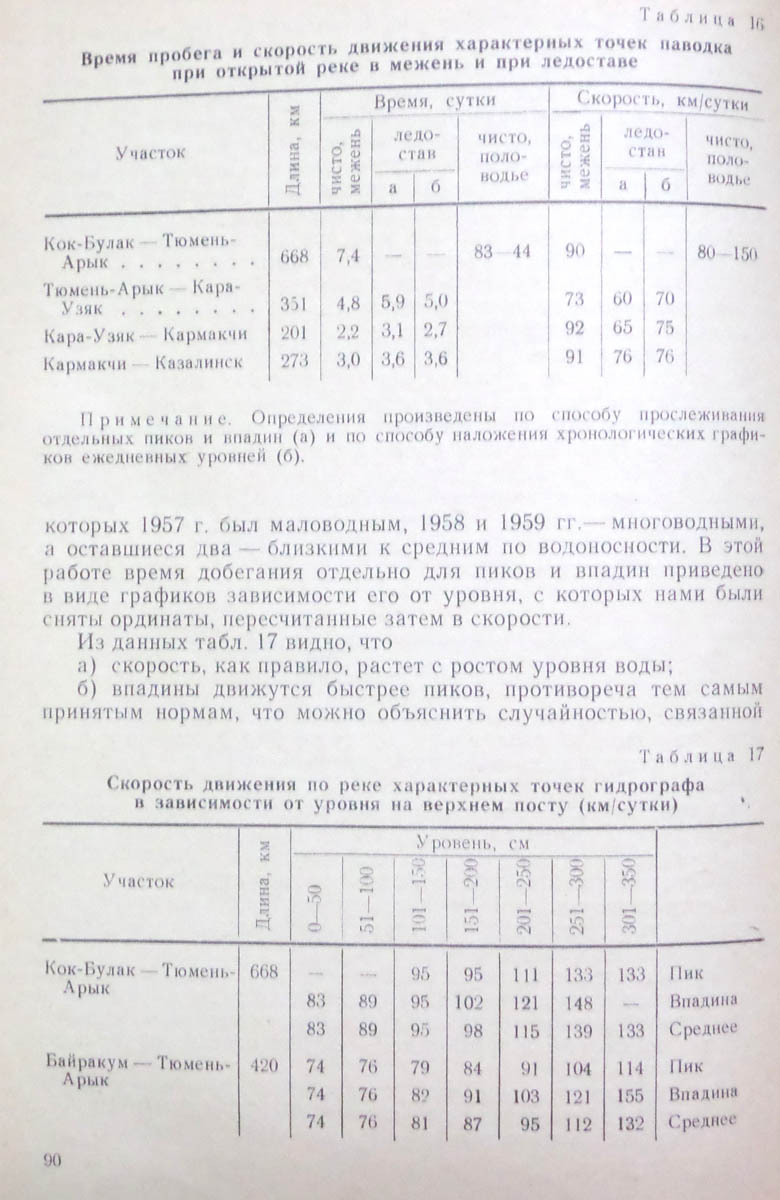 Таблица 16
Время пробега и скорость движения характерных точек паводка
при открытой реке в межень и при ледоставе
Участок | Длина, км | Время, сутки | Скорость, км/сутки
чисто, межень | ледо-став | чисто, поло-водье | чисто, межень | ледо-став | чисто, поло-водье
а | б | а | б
Кок-Булак — Тюмень-
Арык . . . . . . . . 668 7,4 — — 83—44 90 — — 80—150
Тюмень-Арык — Кара-
Узяк . . . . . . . . 351 4,8 5,9 5,0 73 60 70
Кара-Узяк — Кармакчи 201 2,2 3,1 2,7 92 65 75
Кармакчи — Казалинск 273 3,0 3,6 3,6 91 76 76
Примечание. Определения произведены по способу прослеживания
отдельных пиков и впадин (а) и по способу наложения хронологических графи-
ков ежедневных уровней (б).
которых 1957 г. был маловодным, 1958 и 1959 гг.— многоводными,
а оставшиеся два — близкими к средним по водоносности. В этой
работе время добегания отдельно для пиков и впадин приведено
в виде графиков зависимости его от уровня, с которых нами были
сняты ординаты, пересчитанные затем в скорости.
Из данных табл. 17 видно, что
а) скорость, как правило, растет с ростом уровня воды;
б) впадины движутся быстрее пиков, противореча тем самым
принятым нормам, что можно объяснить случайностью, связанной
Таблица 17
Скорость движения по реке характерных точек гидрографа
в зависимости от уровня на верхнем посту (км/сутки)
Участок | Длина, км | Уровень, см
0—50 | 51—100 | 101—150 | 151—200 | 201—250 | 251—300 | 301—350
Кок-Булак — Тюмень- 668 — — 95 95 111 133 133 Пик
Арык 83 89 95 102 121 148 — Впадина
83 89 95 98 115 139 133 Среднее
Байракум — Тюмень- 420 74 76 79 84 91 104 114 Пик
Арык 74 76 82 91 103 121 155 Впадина
74 76 81 87 95 112 132 Среднее
90